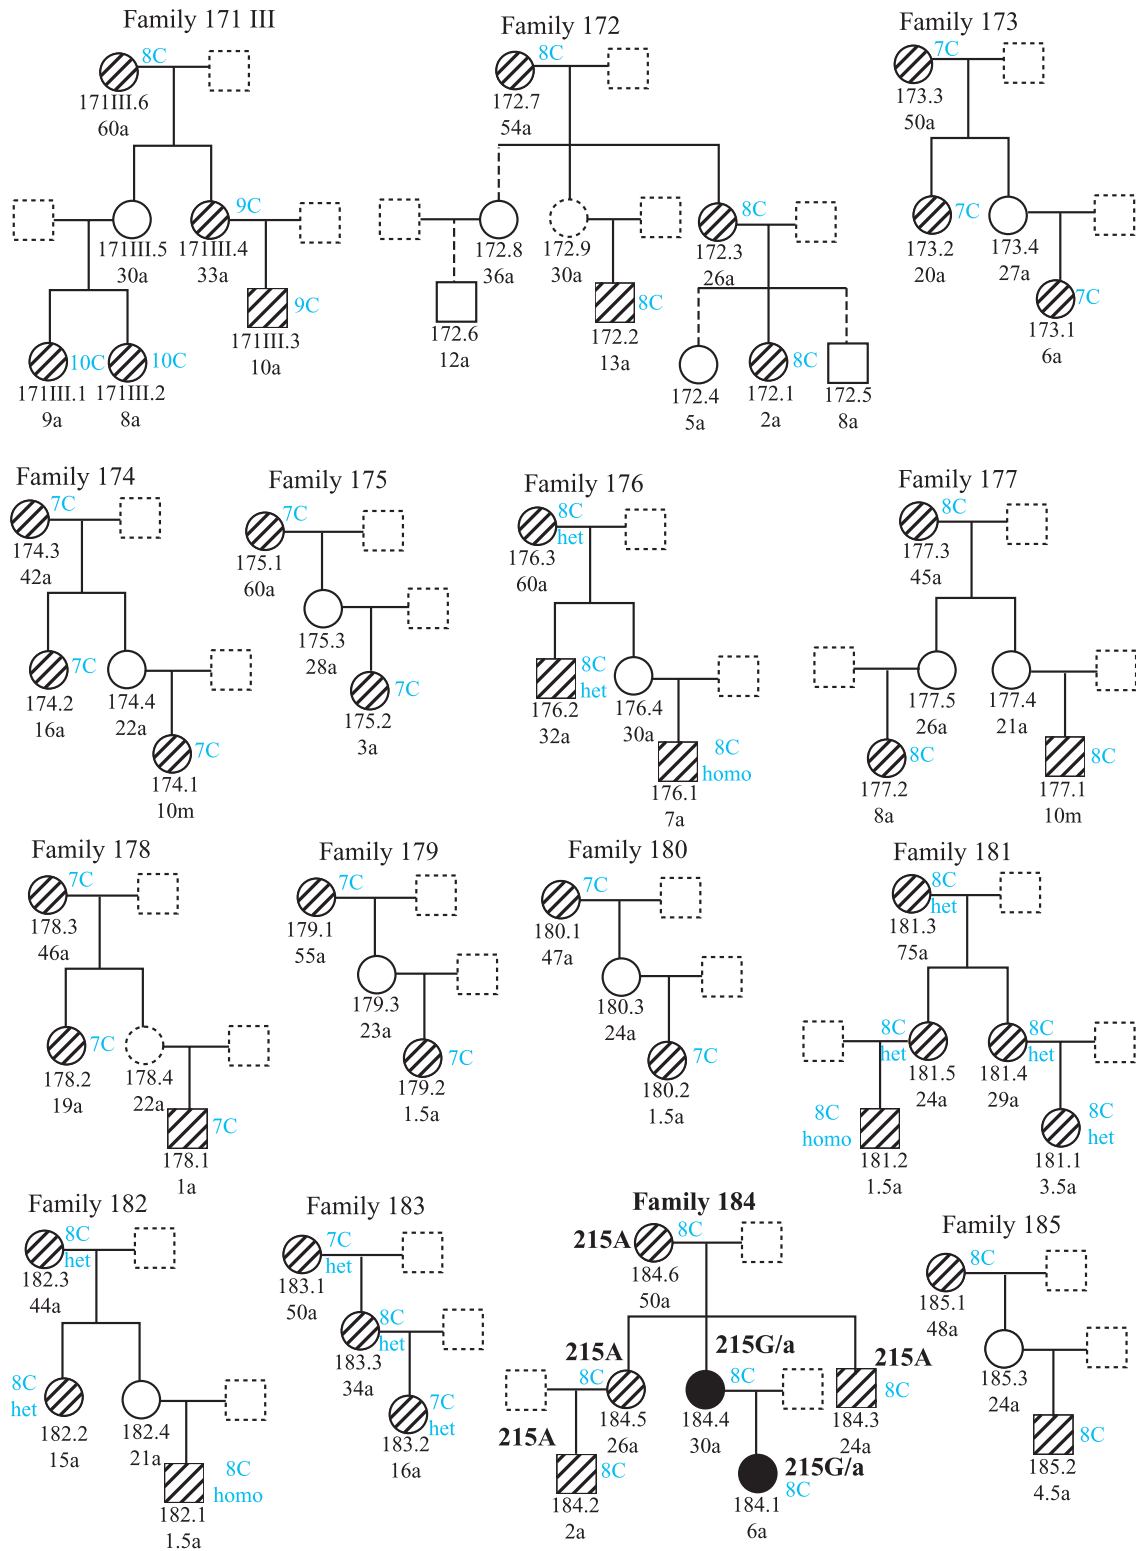 Family 171 III
8C
171III.6
60a
171III.5
30a
9C
171III.4
33a
10C
171III.1
9a
10C
171III.2
8a
9C
171III.3
10a
Family 172
8C
172.7
54a
172.8
36a
172.9
30a
8C
172.3
26a
172.6
12a
8C
172.2
13a
172.4
5a
8C
172.1
2a
172.5
8a
Family 173
7C
173.3
50a
7C
173.2
20a
173.4
27a
7C
173.1
6a
Family 174
7C
174.3
42a
7C
174.2
16a
174.4
22a
7C
174.1
10m
Family 175
7C
175.1
60a
175.3
28a
7C
175.2
3a
Family 176
8C
het
176.3
60a
8C
het
176.2
32a
176.4
30a
8C
homo
176.1
7a
Family 177
8C
177.3
45a
177.5
26a
177.4
21a
8C
177.2
8a
8C
177.1
10m
Family 178
7C
178.3
46a
7C
178.2
19a
178.4
22a
7C
178.1
1a
Family 179
7C
179.1
55a
179.3
23a
7C
179.2
1.5a
Family 180
7C
180.1
47a
180.3
24a
7C
180.2
1.5a
Family 181
8C
het
181.3
75a
8C
het
181.5
24a
8C
het
181.4
29a
8C
homo
181.2
1.5a
8C
het
181.1
3.5a
Family 182
8C
het
182.3
44a
8C
het
182.2
15a
182.4
21a
8C
homo
182.1
1.5a
Family 183
7C
het
183.1
50a
8C
het
183.3
34a
7C
het
183.2
16a
Family 184
215A
8C
184.6
50a
215A
8C
184.5
26a
215G/a
8C
184.4
30a
215A
8C
184.3
24a
215A
8C
184.2
2a
215G/a
8C
184.1
6a
Family 185
8C
185.1
48a
185.3
24a
8C
185.2
4.5a